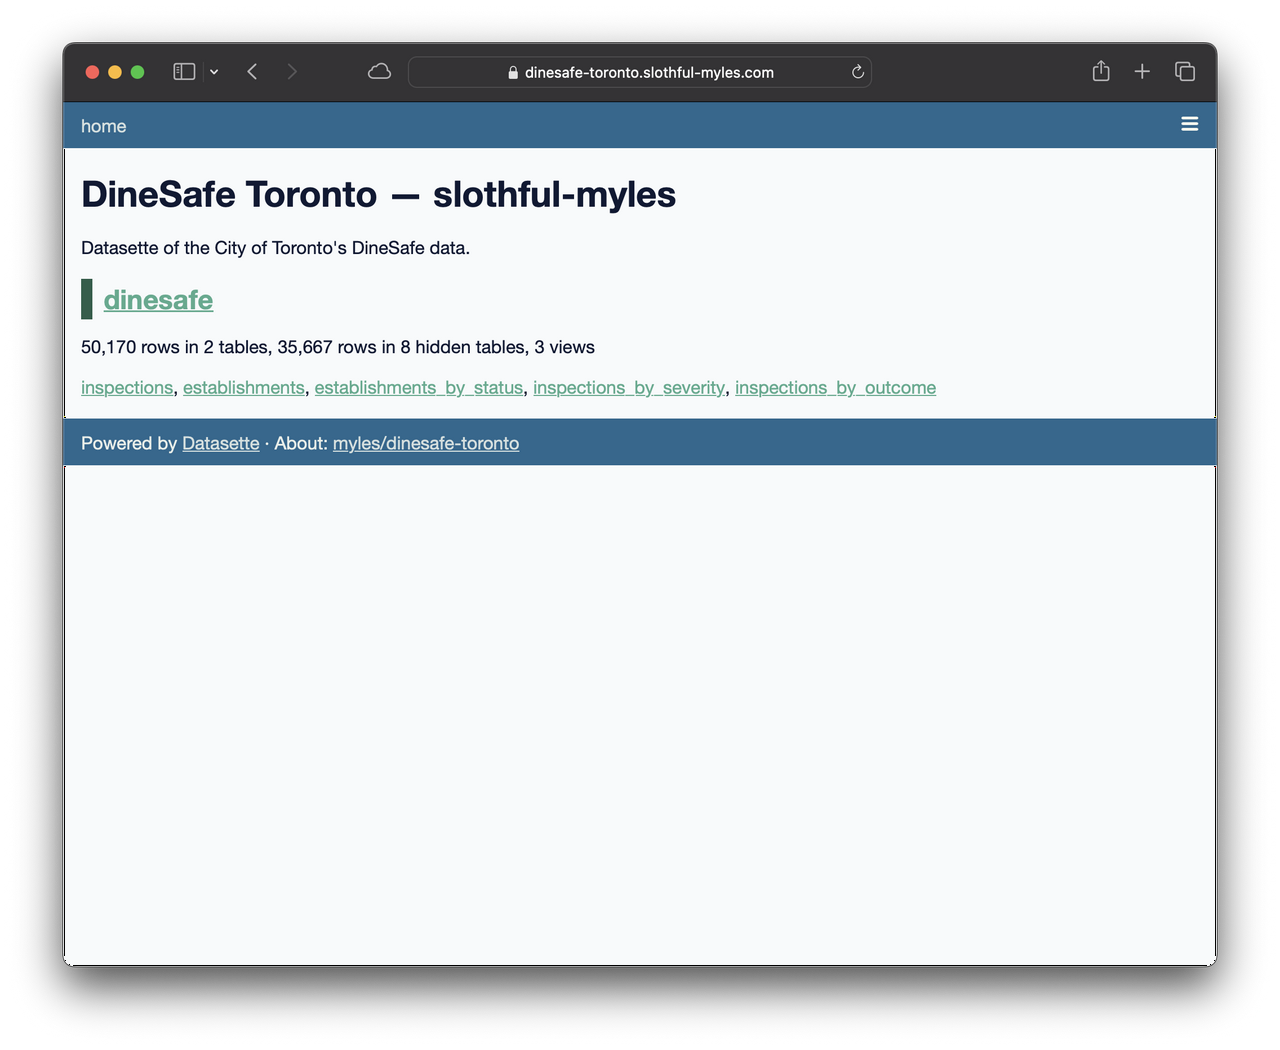 dinesafe-toronto.slothful-myles.com
home
DineSafe Toronto — slothful-myles
Datasette of the City of Toronto's DineSafe data.
dinesafe
50,170 rows in 2 tables, 35,667 rows in 8 hidden tables, 3 views
inspections, establishments, establishments_by_status, inspections_by_severity, inspections_by_outcome
Powered by Datasette · About: myles/dinesafe-toronto